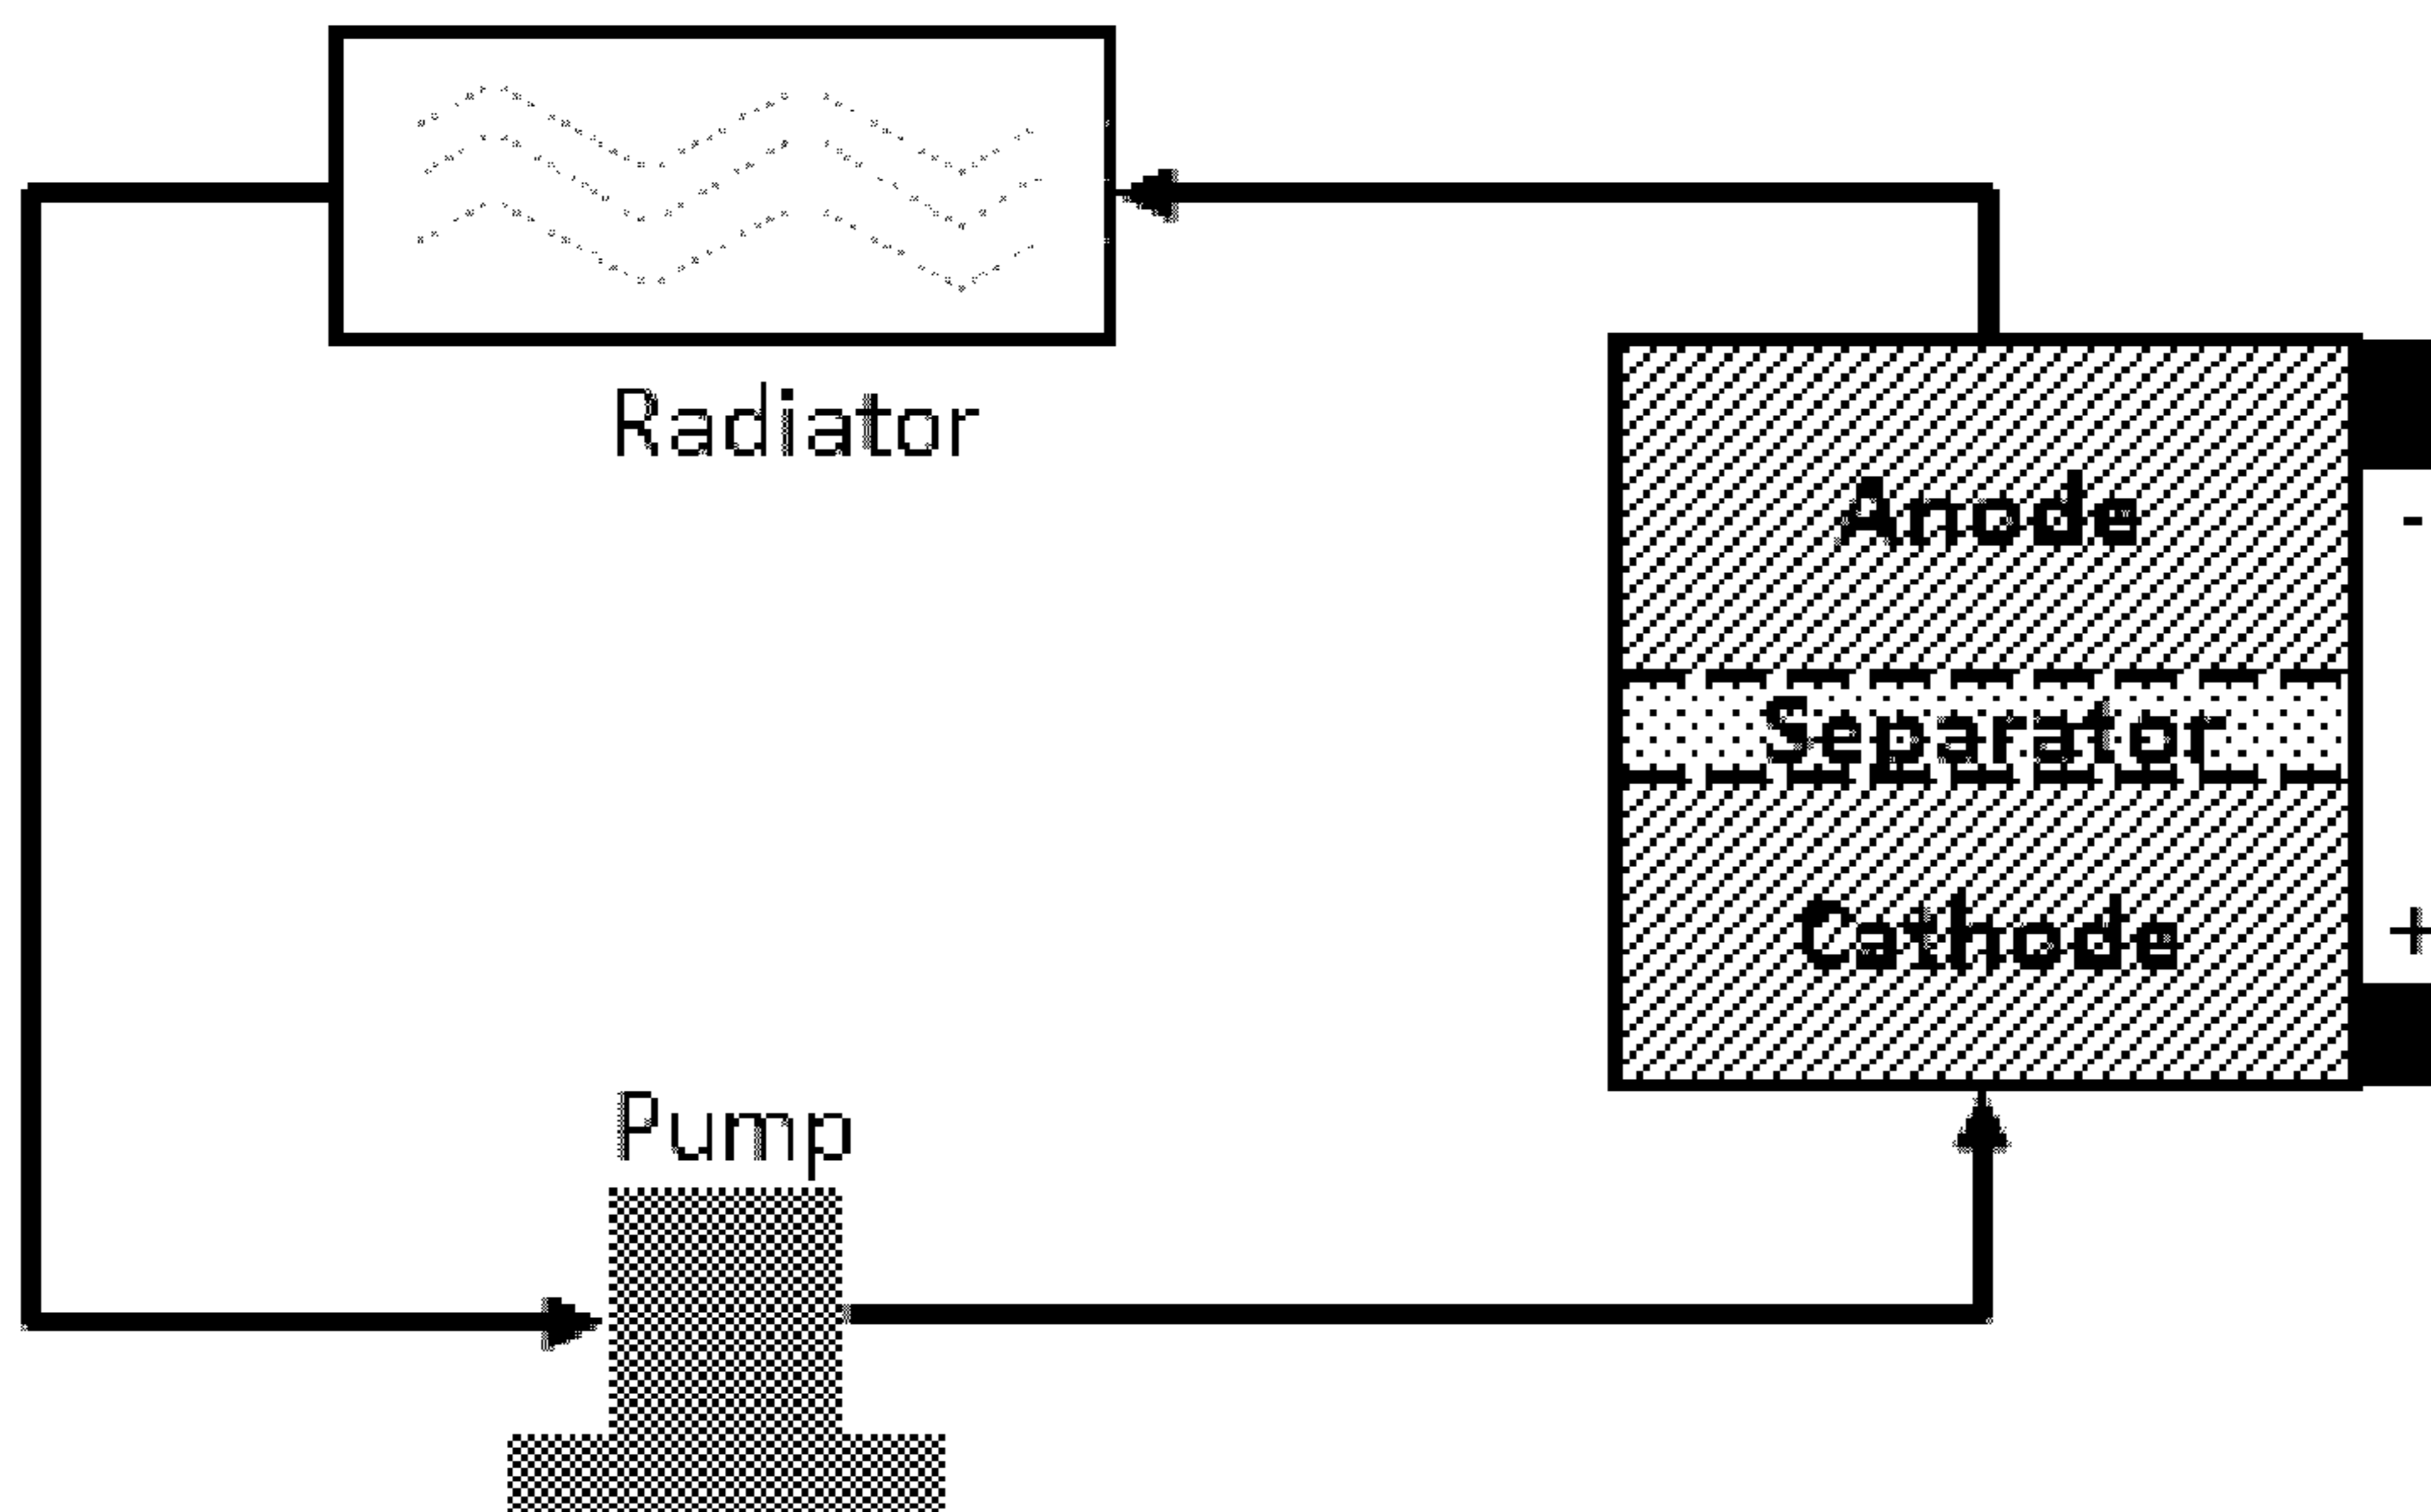 Radiator
Anode
-
Separator
Cathode
+
Pump